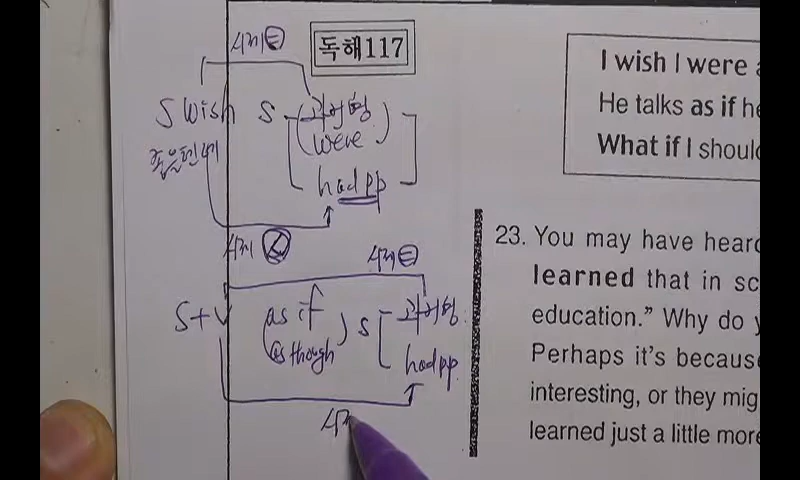 시제 =
독해117
S wish S 과거형
were
좋을텐데
had pp
시제
시제 =
S+V as if S 과거형
as though had pp
시제
I wish I were
He talks as if he
What if I shoul
23. You may have hear
learned that in sc
education.” Why do
Perhaps it's because
interesting, or they mig
learned just a little more